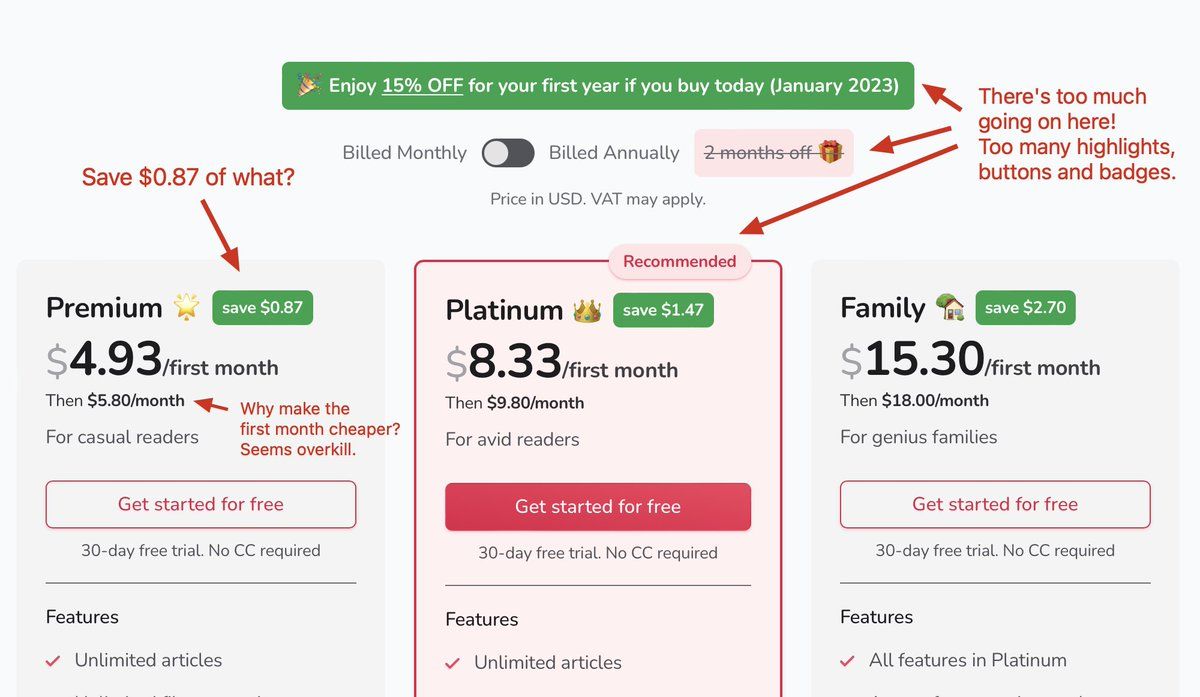 🎉 Enjoy 15% OFF for your first year if you buy today (January 2023)
There's too much
going on here!
Too many highlights,
buttons and badges.
Billed Monthly Billed Annually 2 months off 🎁
Save $0.87 of what?
Price in USD. VAT may apply.
Recommended
Premium 🌟 save $0.87
$4.93/first month
Then $5.80/month
Why make the
first month cheaper?
Seems overkill.
For casual readers
Get started for free
30-day free trial. No CC required
Features
✓ Unlimited articles
Platinum 👑 save $1.47
$8.33/first month
Then $9.80/month
For avid readers
Get started for free
30-day free trial. No CC required
Features
✓ Unlimited articles
Family 🏡 save $2.70
$15.30/first month
Then $18.00/month
For genius families
Get started for free
30-day free trial. No CC required
Features
✓ All features in Platinum